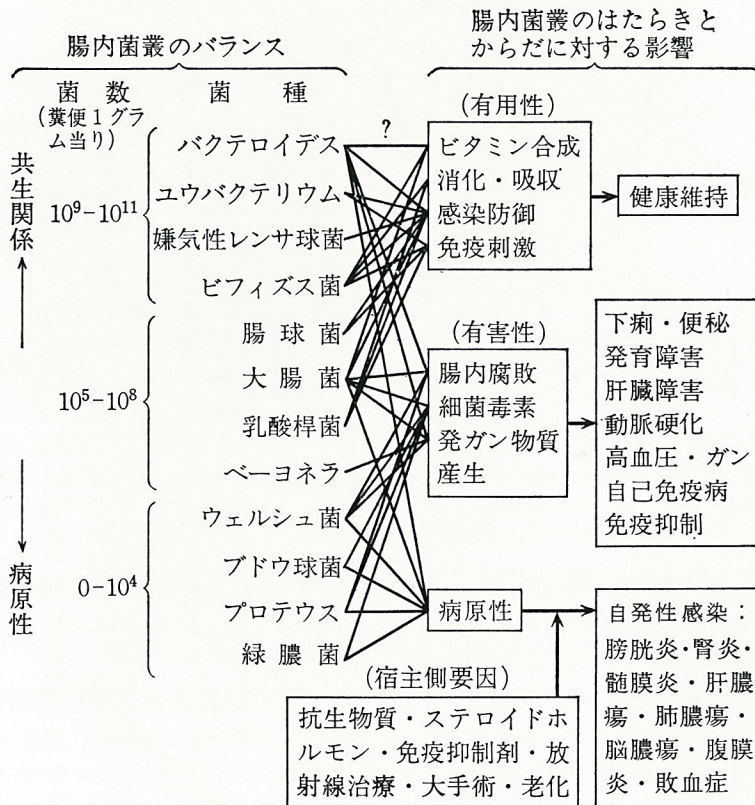 腸内菌叢のバランス
菌数
(糞便1グラム当り)
菌種
共生関係
病原性
10⁹-10¹¹
バクテロイデス
ユウバクテリウム
嫌気性レンサ球菌
ビフィズス菌
10⁵-10⁸
腸球菌
大腸菌
乳酸桿菌
ベーヨネラ
0-10⁴
ウェルシュ菌
ブドウ球菌
プロテウス
緑膿菌
?
腸内菌叢のはたらきと
からだに対する影響
(有用性)
ビタミン合成
消化・吸収
感染防御
免疫刺激
健康維持
(有害性)
腸内腐敗
細菌毒素
発ガン物質
産生
下痢・便秘
発育障害
肝臓障害
動脈硬化
高血圧・ガン
自己免疫病
免疫抑制
病原性
(宿主側要因)
抗生物質・ステロイドホ
ルモン・免疫抑制剤・放
射線治療・大手術・老化
自発性感染:
膀胱炎・腎炎・
髄膜炎・肝膿
瘍・肺膿瘍・
脳膿瘍・腹膜
炎・敗血症